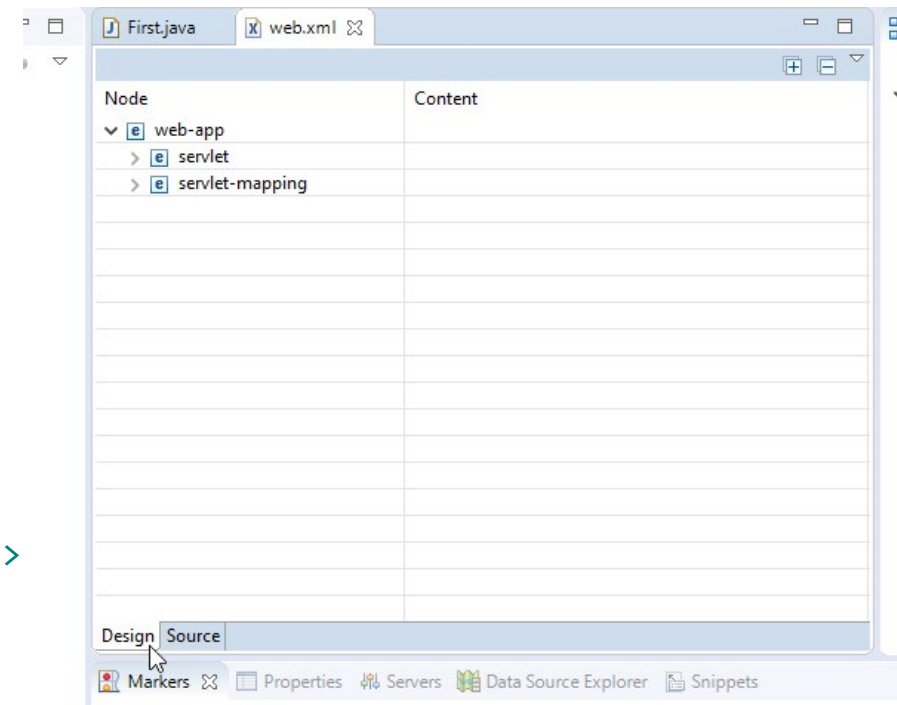 First.java web.xml
Node Content
web-app
servlet
servlet-mapping
Design Source
Markers Properties Servers Data Source Explorer Snippets